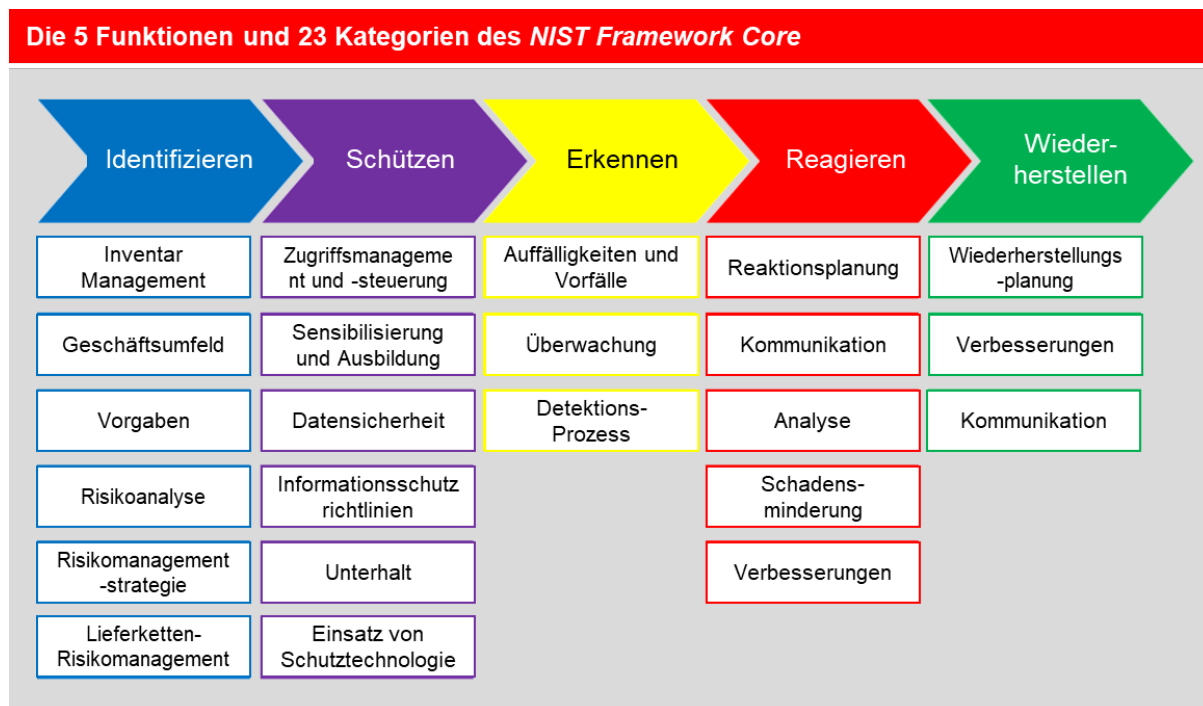 Die 5 Funktionen und 23 Kategorien des NIST Framework Core
Identifizieren
Schützen
Erkennen
Reagieren
Wieder-
herstellen
Inventar
Management
Geschäftsumfeld
Vorgaben
Risikoanalyse
Risikomanagement
-strategie
Lieferketten-
Risikomanagement
Zugriffsmanageme
nt und -steuerung
Sensibilisierung
und Ausbildung
Datensicherheit
Informationsschutz
richtlinien
Unterhalt
Einsatz von
Schutztechnologie
Auffälligkeiten und
Vorfälle
Überwachung
Detektions-
Prozess
Reaktionsplanung
Kommunikation
Analyse
Schadens-
minderung
Verbesserungen
Wiederherstellungs
-planung
Verbesserungen
Kommunikation